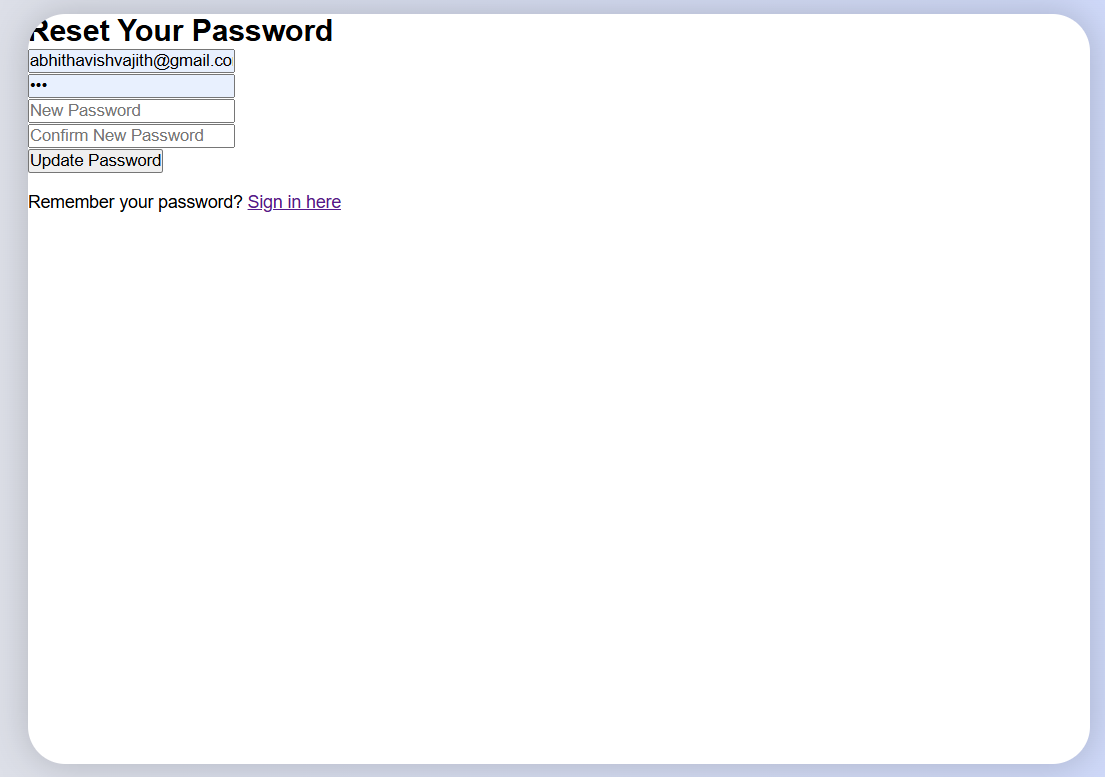 Reset Your Password
abhithavishvajith@gmail.co
•••
New Password
Confirm New Password
Update Password
Remember your password? Sign in here